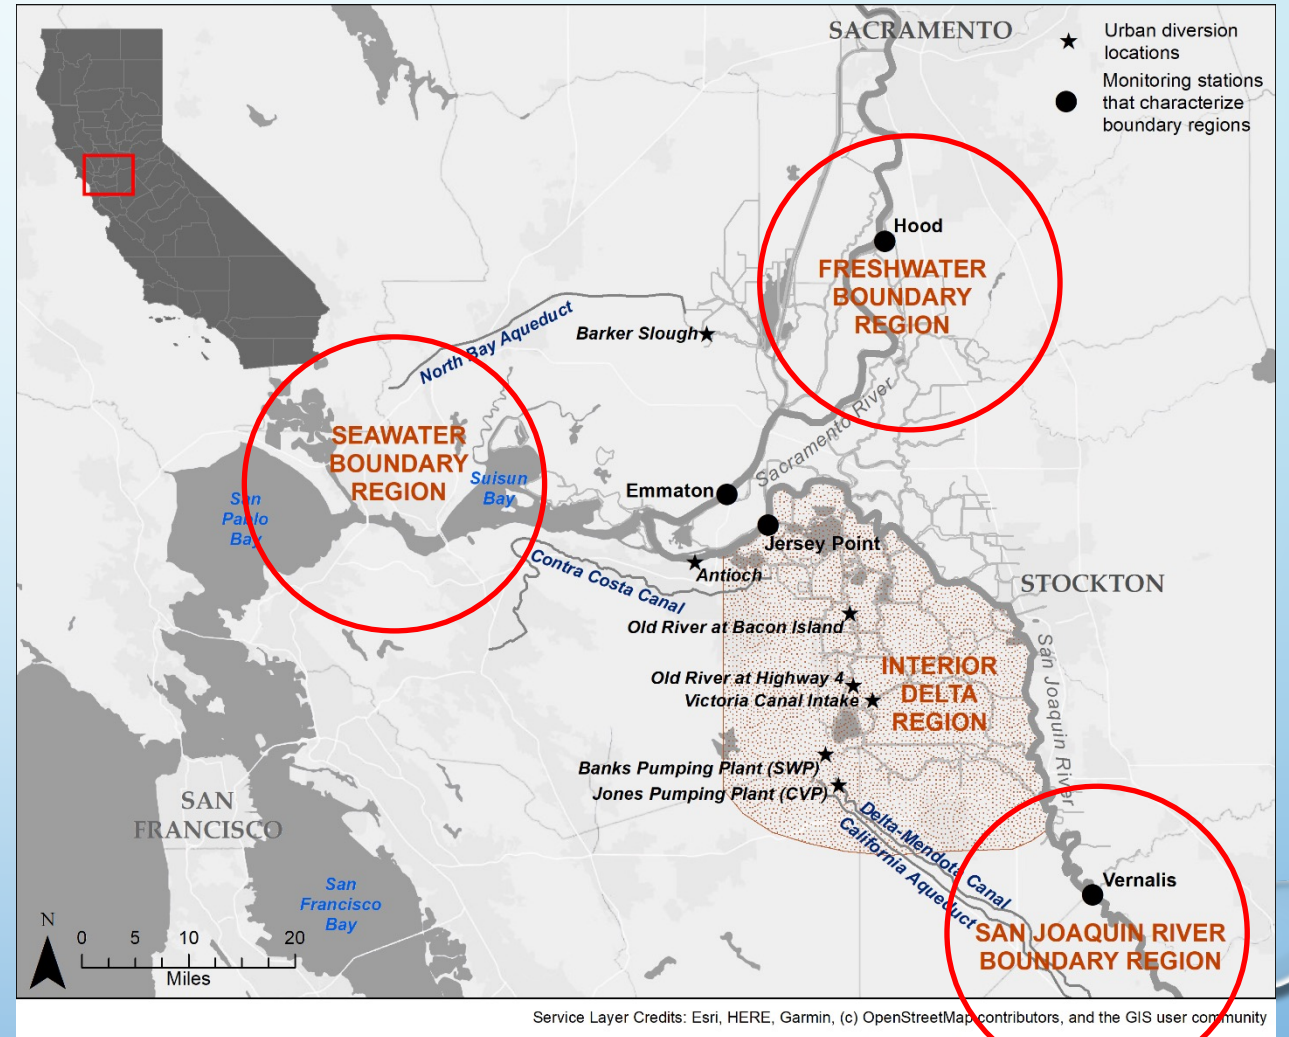 SACRAMENTO
Urban diversion
locations
Monitoring stations
that characterize
boundary regions
Hood
FRESHWATER
BOUNDARY
REGION
North Bay Aqueduct
Barker Slough
Sacramento River
SEAWATER
BOUNDARY
REGION
Suisun
Bay
San
Pablo
Bay
Emmaton
Jersey Point
Antioch
Contra Costa Canal
STOCKTON
Old River at Bacon Island
San Joaquin River
INTERIOR
DELTA
REGION
Old River at Highway 4
Victoria Canal Intake
Banks Pumping Plant (SWP)
Jones Pumping Plant (CVP)
Delta-Mendota Canal
California Aqueduct
SAN
FRANCISCO
San
Francisco
Bay
Vernalis
SAN JOAQUIN RIVER
BOUNDARY REGION
N
0 5 10 20
Miles
Service Layer Credits: Esri, HERE, Garmin, (c) OpenStreetMap contributors, and the GIS user community